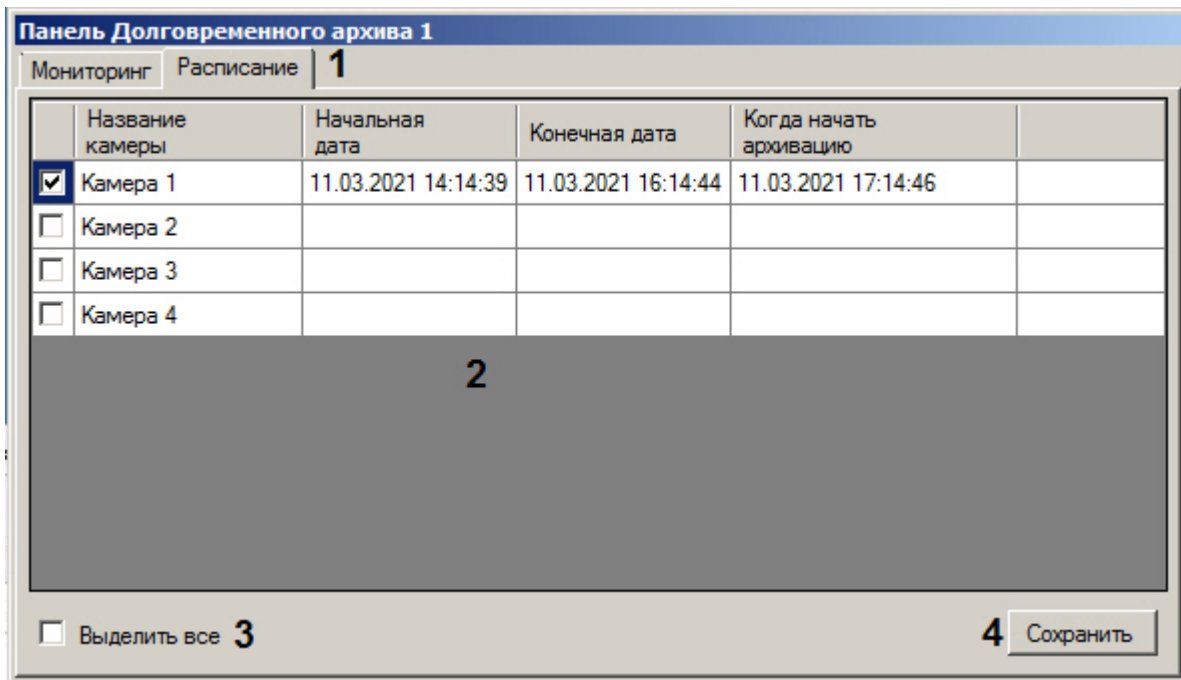 Панель Долговременного архива 1
Мониторинг Расписание 1
Название камеры Начальная дата Конечная дата Когда начать архивацию
Камера 1 11.03.2021 14:14:39 11.03.2021 16:14:44 11.03.2021 17:14:46
Камера 2
Камера 3
Камера 4
2
Выделить все 3 4 Сохранить